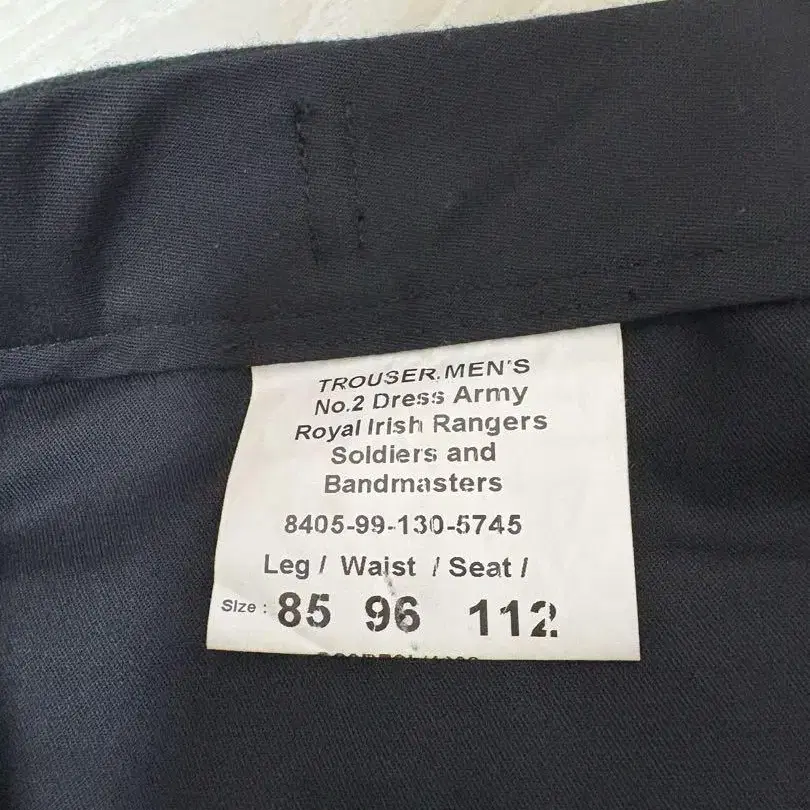 TROUSER, MEN'S
No.2 Dress Army
Royal Irish Rangers
Soldiers and
Bandmasters
8405-99-130-5745
Leg / Waist / Seat /
Size : 85 96 112